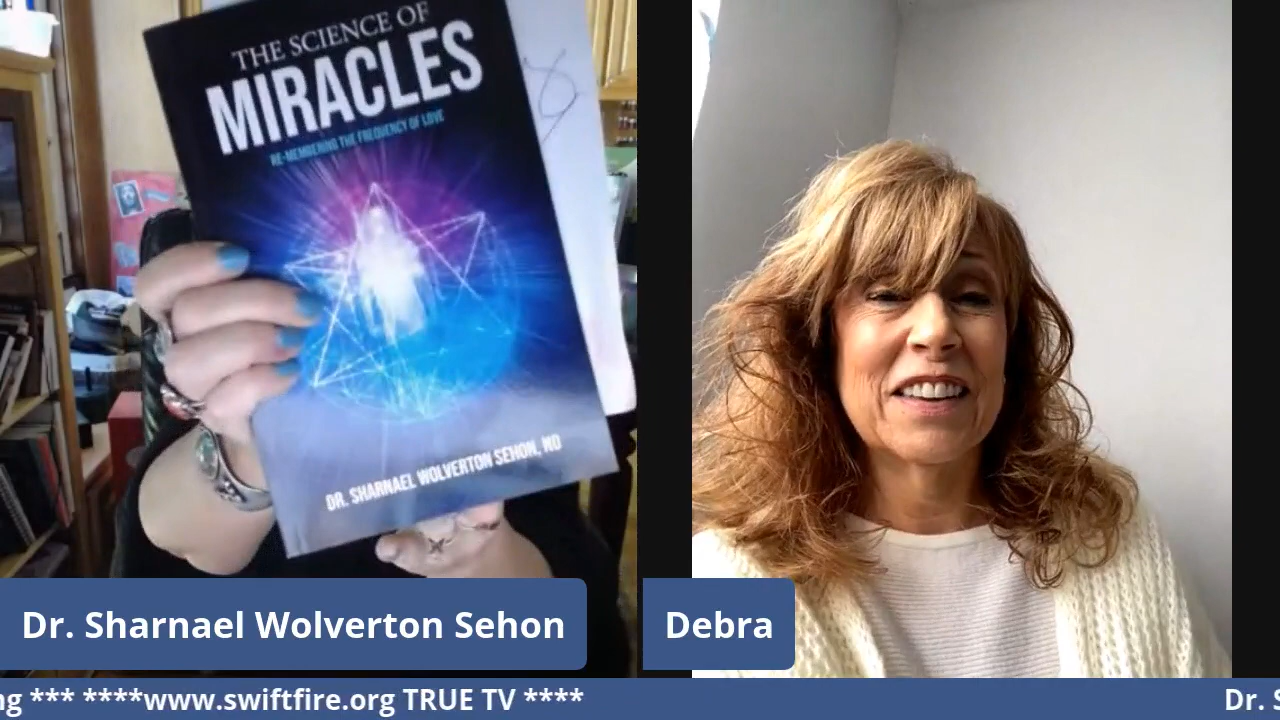 THE SCIENCE OF
MIRACLES
RE-MEMBERING THE FREQUENCY OF LOVE
DR. SHARNAEL WOLVERTON SEHON, ND
Dr. Sharnael Wolverton Sehon
Debra
ng *** ****www.swiftfire.org TRUE TV ****
Dr. S